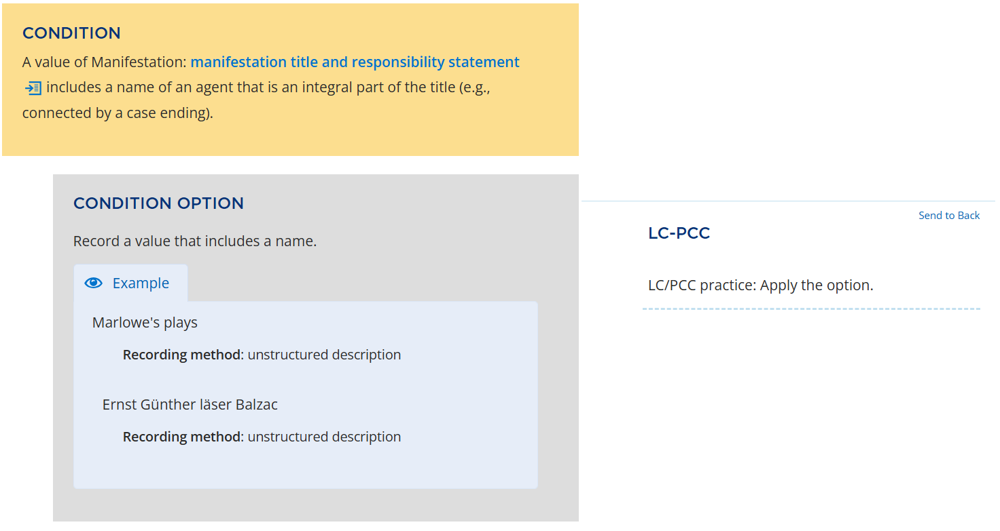 CONDITION
A value of Manifestation: manifestation title and responsibility statement
includes a name of an agent that is an integral part of the title (e.g.,
connected by a case ending).
CONDITION OPTION
Record a value that includes a name.
Example
Marlowe's plays
Recording method: unstructured description
Ernst Günther läser Balzac
Recording method: unstructured description
Send to Back
LC-PCC
LC/PCC practice: Apply the option.